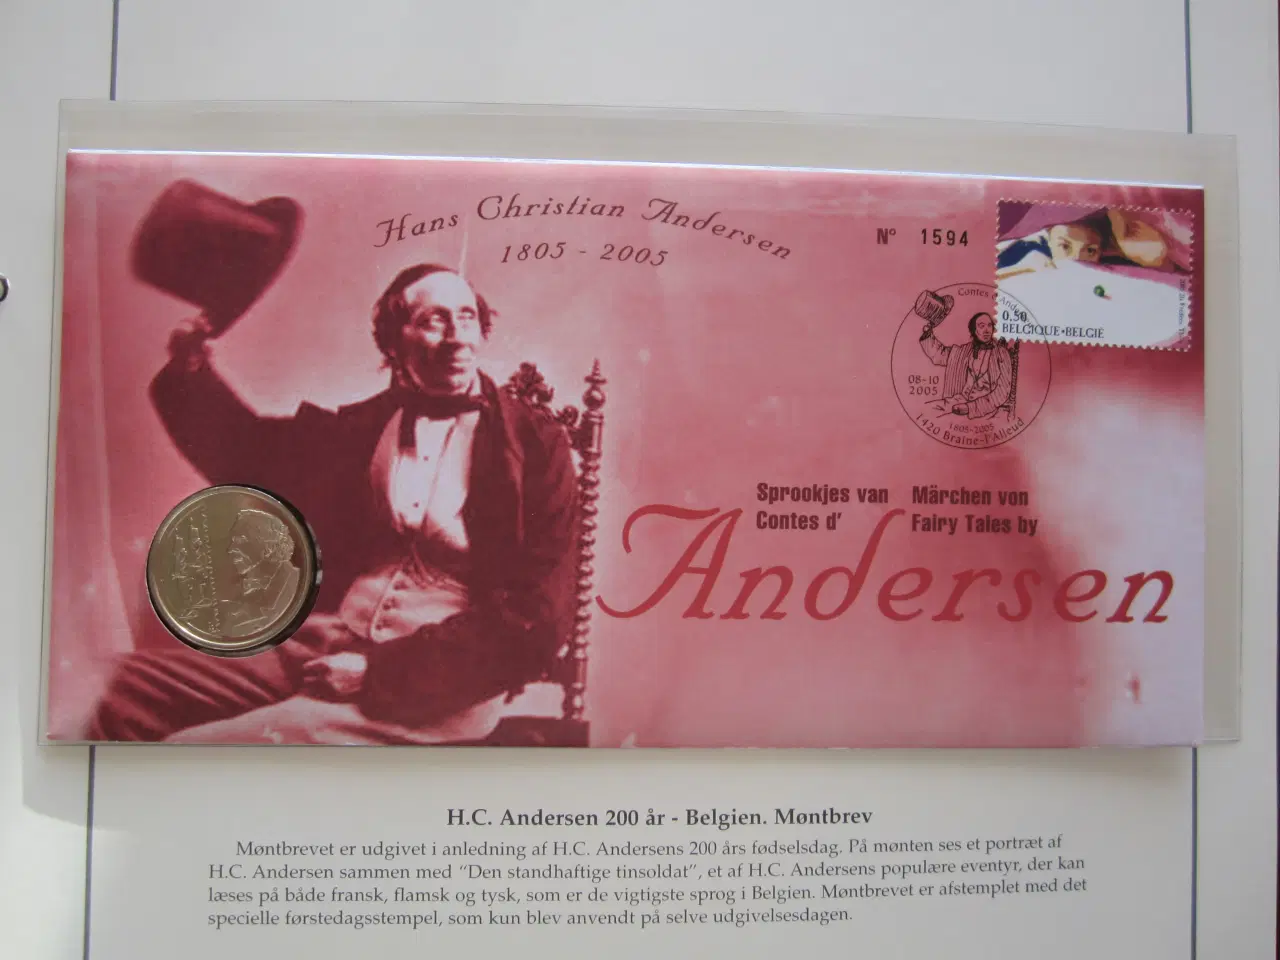 Hans Christian Andersen
1805 - 2005
N° 1594
0.50
BELGIQUE•BELGIË
Contes d'
08-10
2005
1805-2005
1420 Braine-l'Alleud
Sprookjes van Märchen von
Contes d' Fairy Tales by
Andersen
H.C. Andersen 200 år - Belgien. Møntbrev
Møntbrevet er udgivet i anledning af H.C. Andersens 200 års fødselsdag. På mønten ses et portræt af
H.C. Andersen sammen med "Den standhaftige tinsoldat", et af H.C. Andersens populære eventyr, der kan
læses på både fransk, flamsk og tysk, som er de vigtigste sprog i Belgien. Møntbrevet er afstemplet med det
specielle førstedagsstempel, som kun blev anvendt på selve udgivelsesdagen.